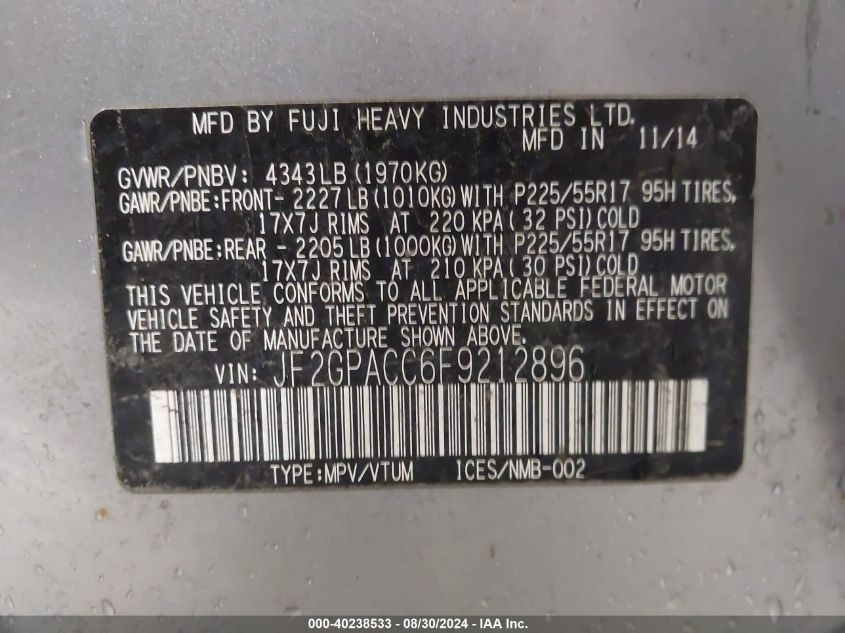 MFD BY FUJI HEAVY INDUSTRIES LTD.
MFD IN 11/14
GVWR/PNBV: 4343LB(1970KG)
GAWR/PNBE:FRONT- 2227LB(1010KG)WITH P225/55R17 95H TIRES,
17X7J RIMS AT 220 KPA( 32 PSI)COLD
GAWR/PNBE:REAR - 2205LB(1000KG)WITH P225/55R17 95H TIRES,
17X7J RIMS AT 210 KPA( 30 PSI)COLD
THIS VEHICLE CONFORMS TO ALL APPLICABLE FEDERAL MOTOR
VEHICLE SAFETY AND THEFT PREVENTION STANDARDS IN EFFECT ON
THE DATE OF MANUFACTURE SHOWN ABOVE.
VIN: JF2GPACC6F9212896
TYPE:MPV/VTUM ICES/NMB-002
000-40238533 - 08/30/2024 - IAA Inc.